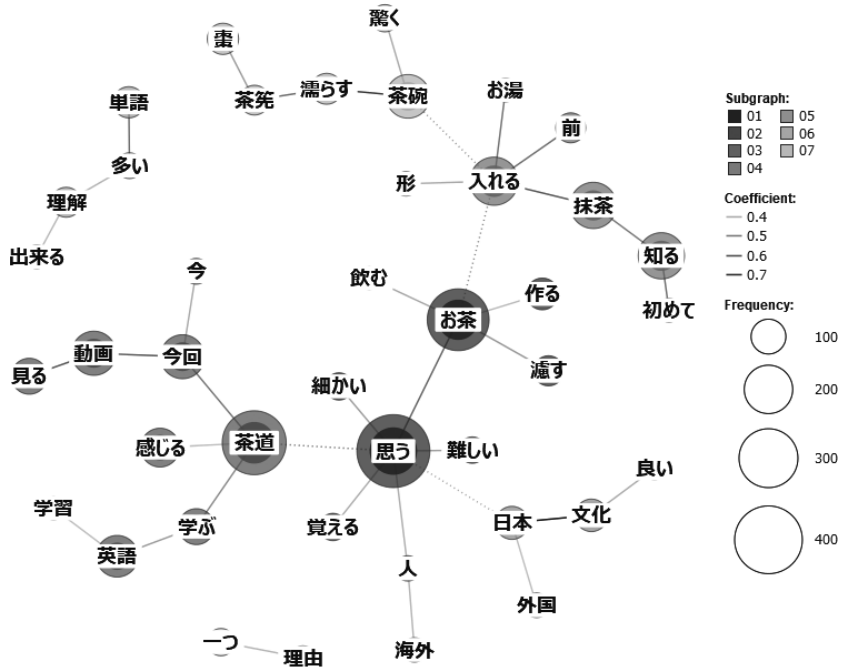 驚く
棗
茶筅
濡らす
茶碗
お湯
単語
前
多い
形
入れる
抹茶
理解
出来る
知る
今
飲む
作る
お茶
初めて
動画
今回
見る
濾す
細かい
茶道
思う
難しい
感じる
良い
学習
学ぶ
覚える
日本
文化
英語
人
外国
一つ
理由
海外
Subgraph:
01
02
03
04
05
06
07
Coefficient:
0.4
0.5
0.6
0.7
Frequency:
100
200
300
400